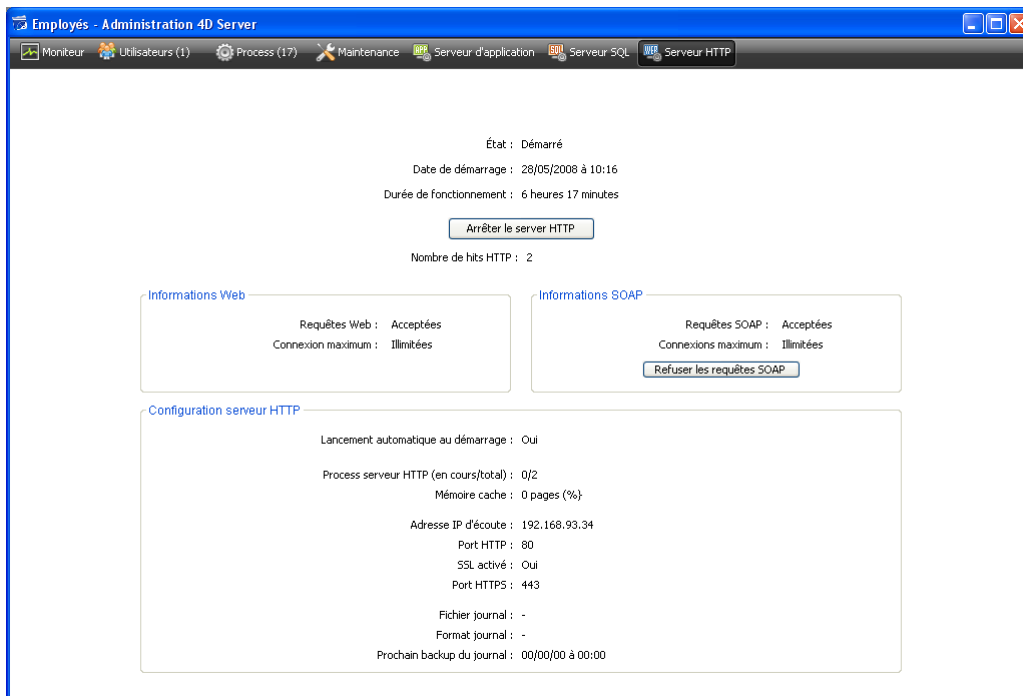 Employés - Administration 4D Server
Moniteur Utilisateurs (1) Process (17) Maintenance Serveur d'application Serveur SQL Serveur HTTP
État : Démarré
Date de démarrage : 28/05/2008 à 10:16
Durée de fonctionnement : 6 heures 17 minutes
Arrêter le server HTTP
Nombre de hits HTTP : 2
Informations Web
Requêtes Web : Acceptées
Connexion maximum : Illimitées
Informations SOAP
Requêtes SOAP : Acceptées
Connexions maximum : Illimitées
Refuser les requêtes SOAP
Configuration serveur HTTP
Lancement automatique au démarrage : Oui
Process serveur HTTP (en cours/total) : 0/2
Mémoire cache : 0 pages (%}
Adresse IP d'écoute : 192.168.93.34
Port HTTP : 80
SSL activé : Oui
Port HTTPS : 443
Fichier journal : -
Format journal : -
Prochain backup du journal : 00/00/00 à 00:00